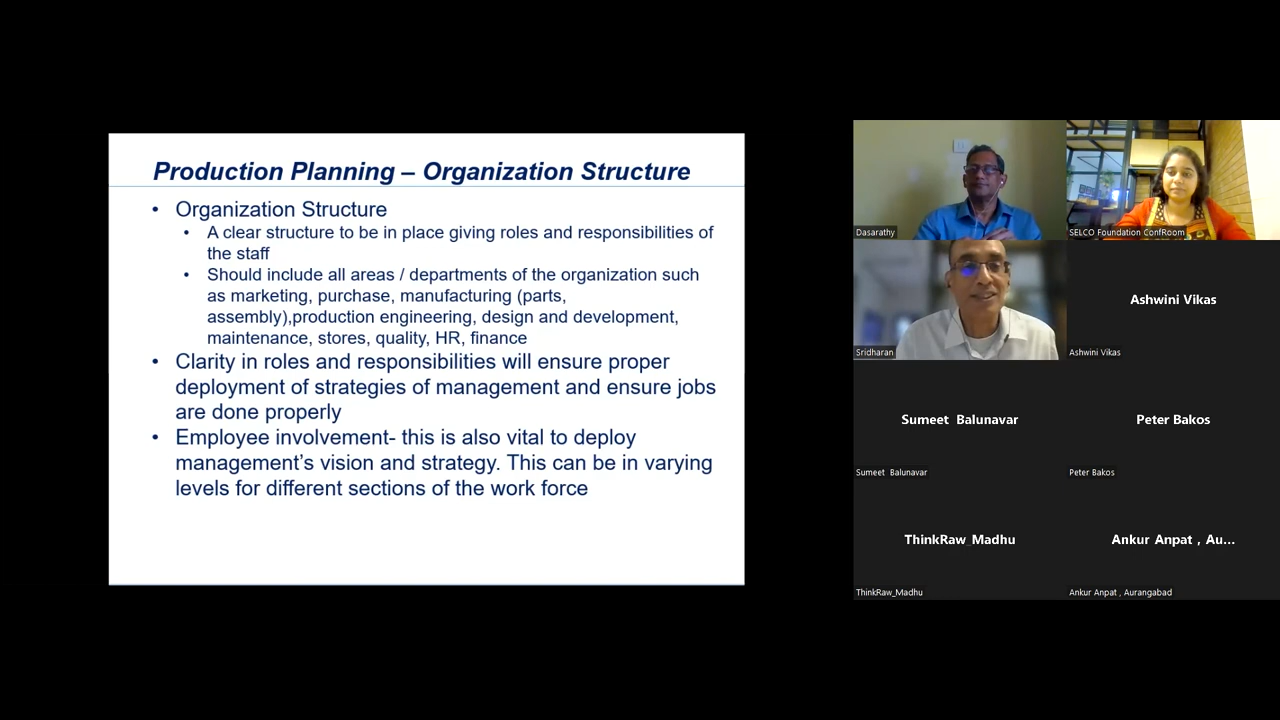 Production Planning – Organization Structure
• Organization Structure
• A clear structure to be in place giving roles and responsibilities of
the staff
• Should include all areas / departments of the organization such
as marketing, purchase, manufacturing (parts,
assembly),production engineering, design and development,
maintenance, stores, quality, HR, finance
• Clarity in roles and responsibilities will ensure proper
deployment of strategies of management and ensure jobs
are done properly
• Employee involvement- this is also vital to deploy
management’s vision and strategy. This can be in varying
levels for different sections of the work force
Dasarathy
SELCO Foundation ConfRoom
Sridharan
Ashwini Vikas
Ashwini Vikas
Sumeet Balunavar
Sumeet Balunavar
Peter Bakos
Peter Bakos
ThinkRaw_Madhu
ThinkRaw_Madhu
Ankur Anpat , Au...
Ankur Anpat , Aurangabad